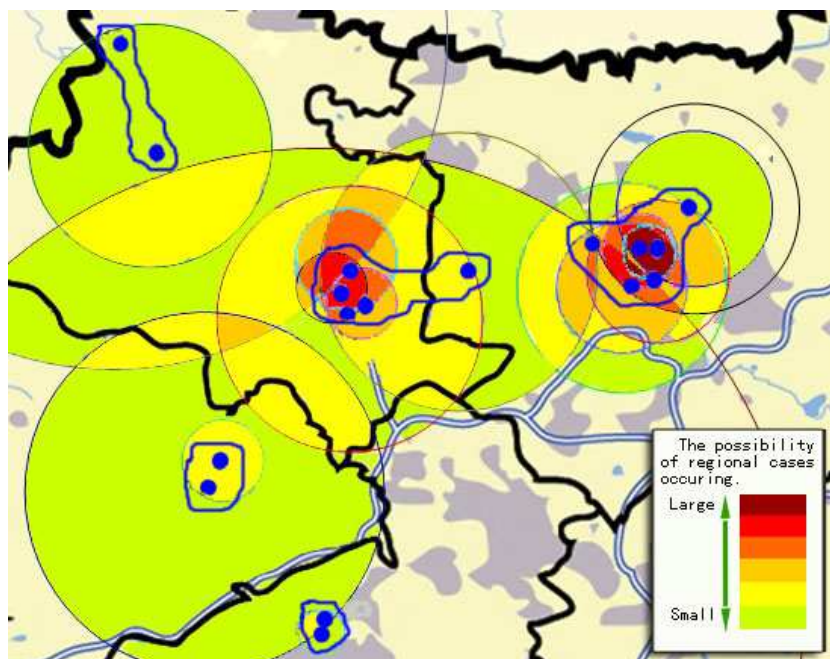 The possibility
of regional cases
occuring.
Large
Small